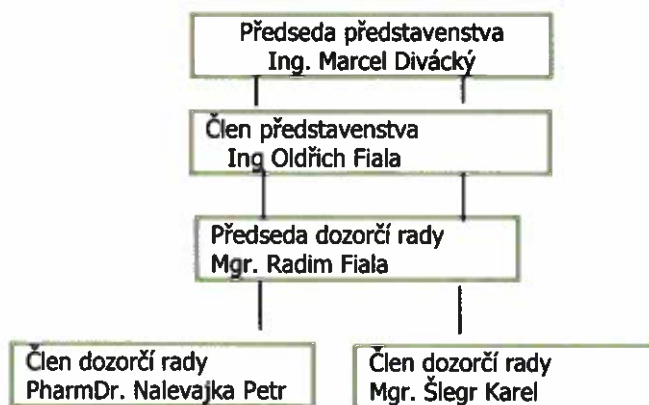 Předseda představenstva
Ing. Marcel Divácký
Člen představenstva
Ing Oldřich Fiala
Předseda dozorčí rady
Mgr. Radim Fiala
Člen dozorčí rady
PharmDr. Nalevajka Petr
Člen dozorčí rady
Mgr. Šlegr Karel